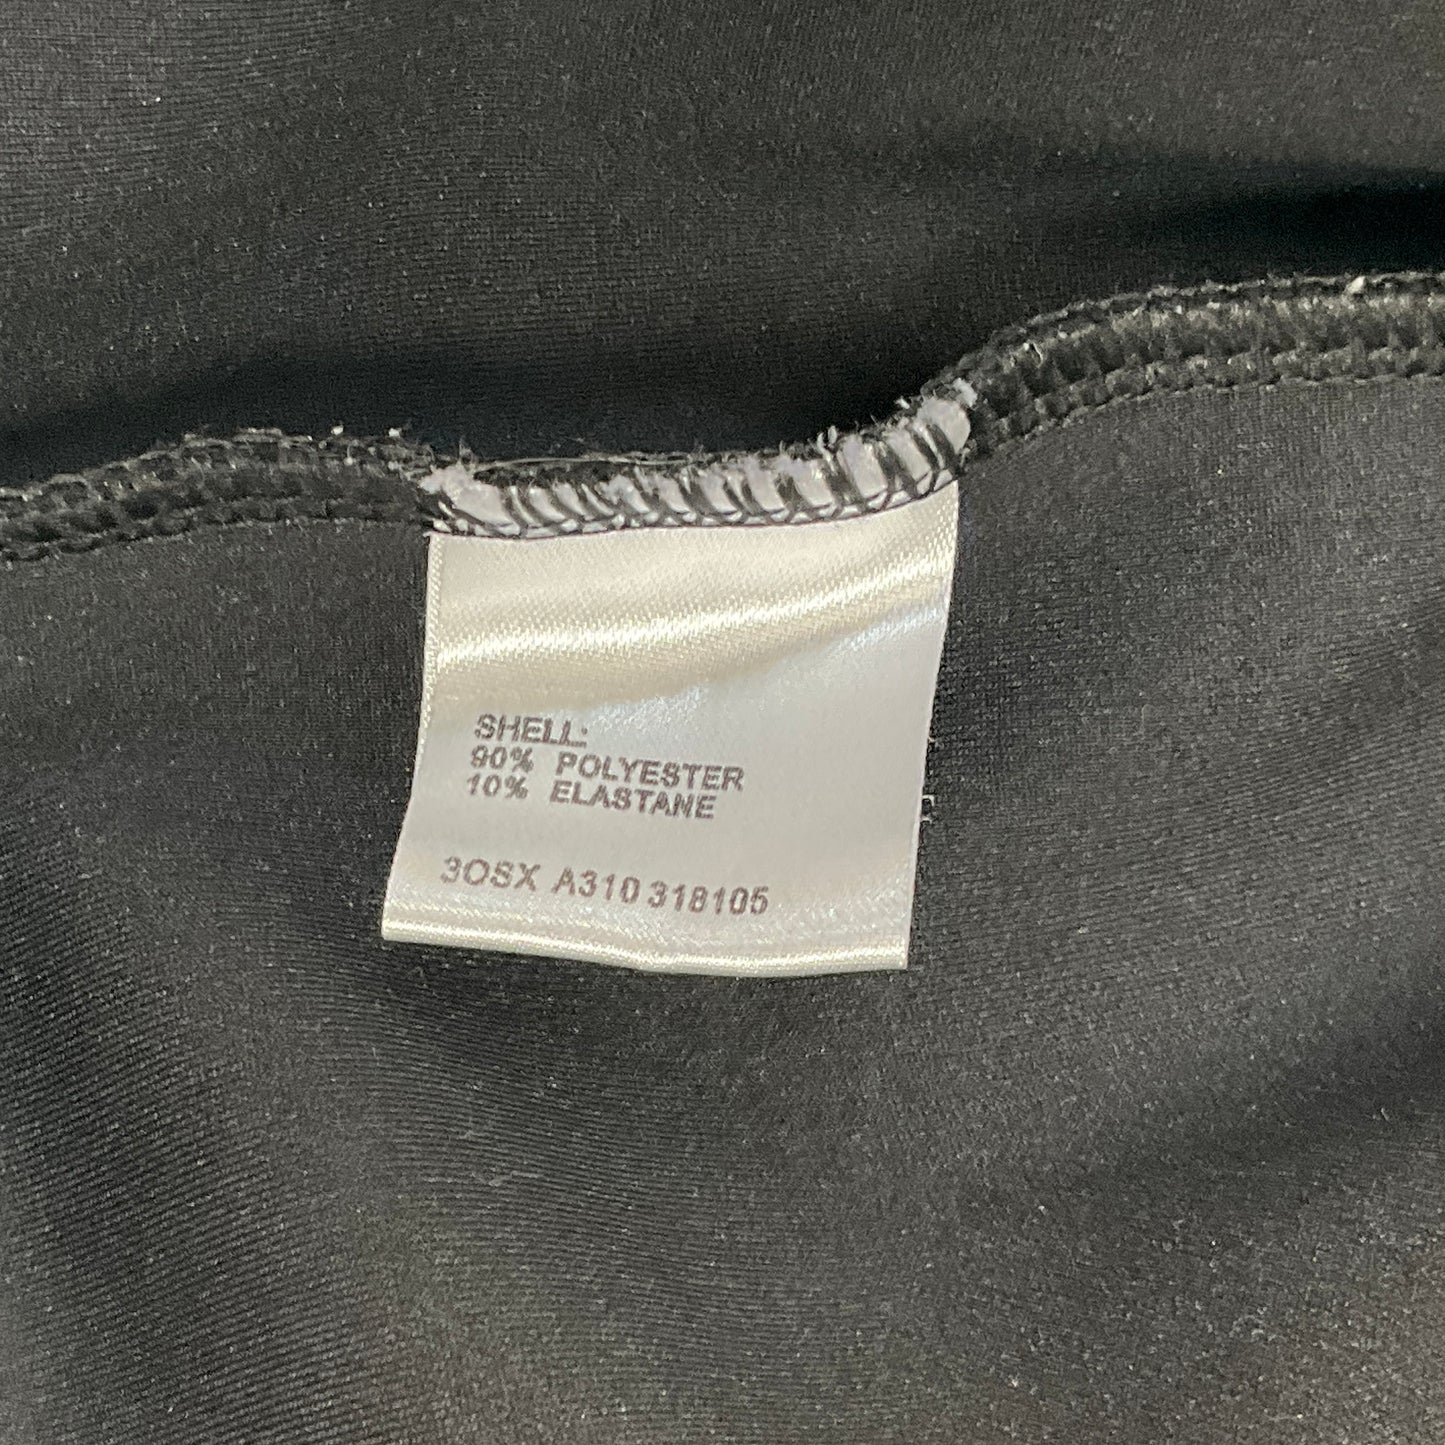 SHELL:
90% POLYESTER
10% ELASTANE
3OSX A310 318105